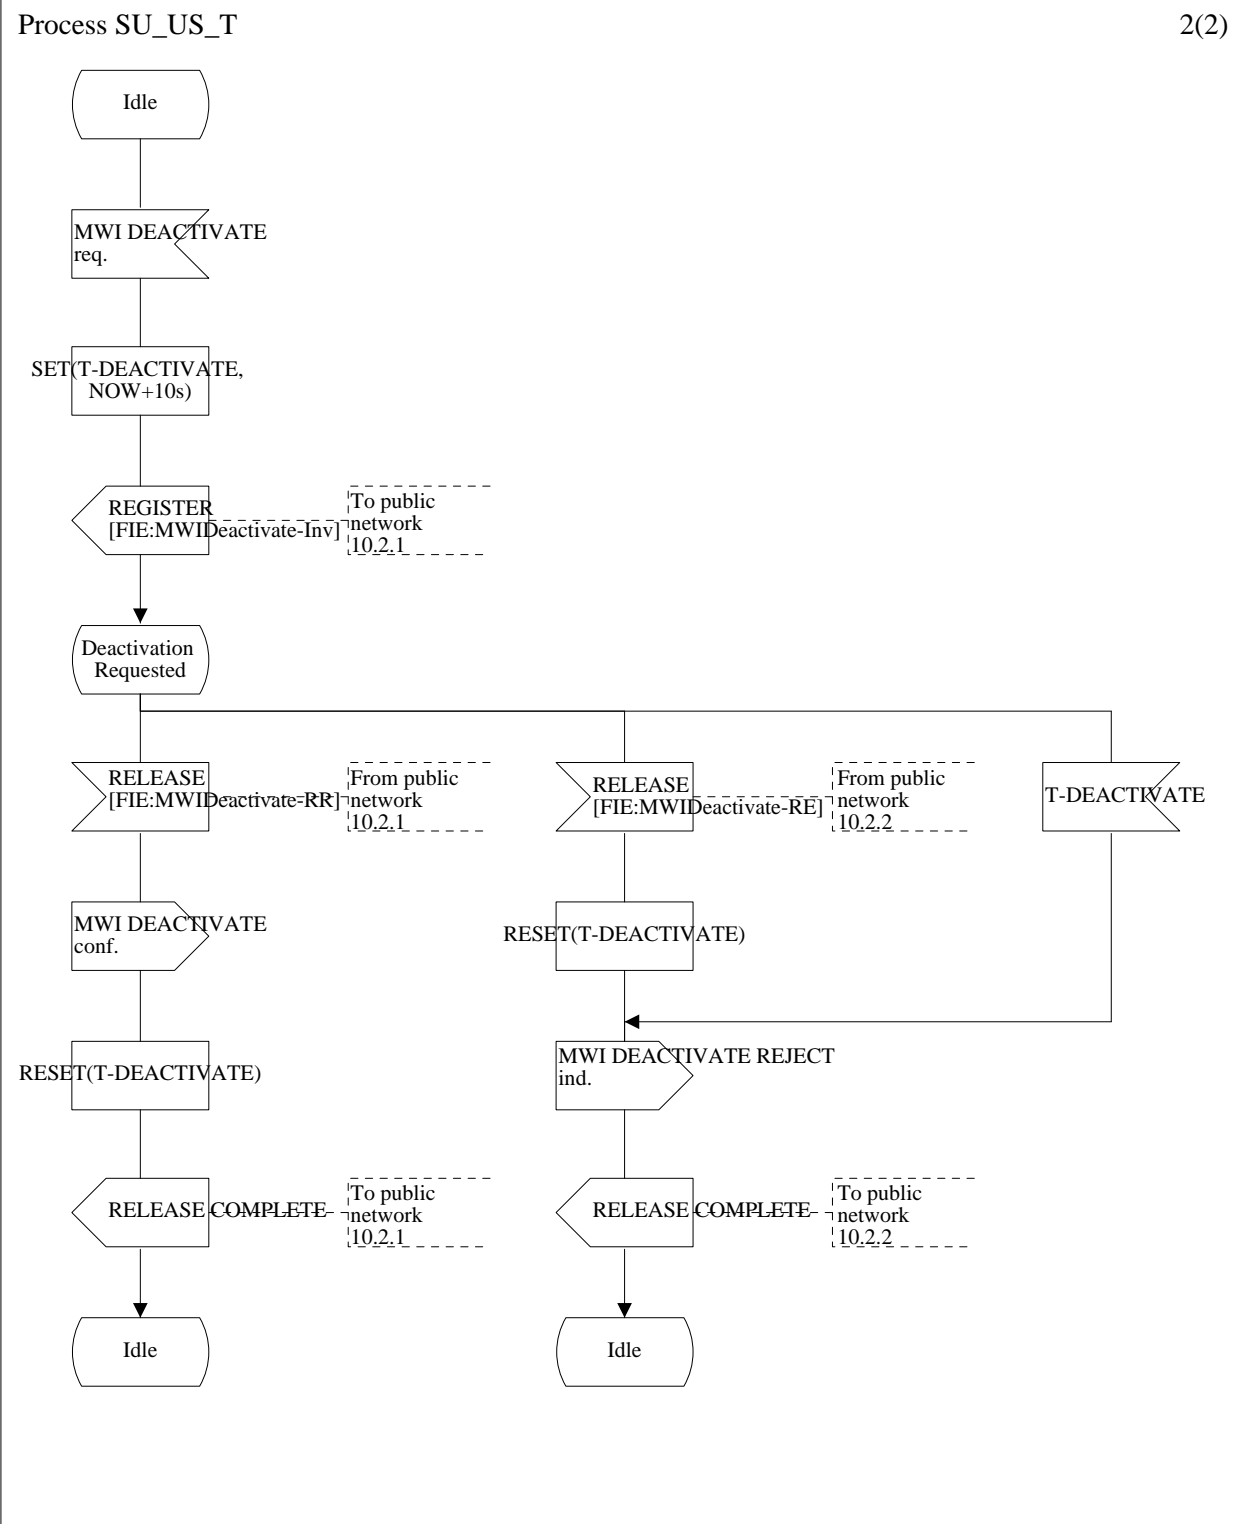 Process SU_US_T
2(2)
Idle
MWI DEACTIVATE
req.
SET(T-DEACTIVATE,
NOW+10s)
REGISTER
[FIE:MWIDeactivate-Inv]
To public
network
10.2.1
Deactivation
Requested
RELEASE
[FIE:MWIDeactivate-RR]
From public
network
10.2.1
RELEASE
[FIE:MWIDeactivate-RE]
From public
network
10.2.2
T-DEACTIVATE
MWI DEACTIVATE
conf.
RESET(T-DEACTIVATE)
RESET(T-DEACTIVATE)
MWI DEACTIVATE REJECT
ind.
RELEASE COMPLETE
To public
network
10.2.1
RELEASE COMPLETE
To public
network
10.2.2
Idle
Idle